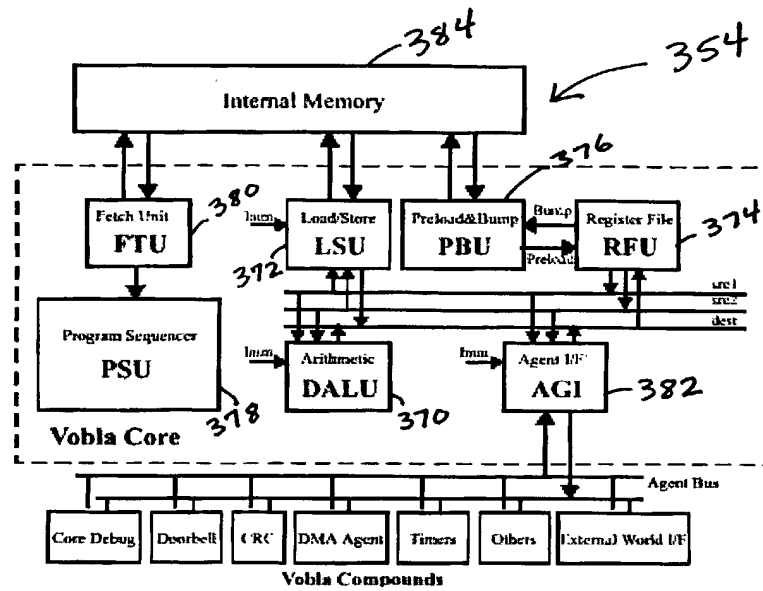 384
354
Internal Memory
376
380
Fetch Unit
FTU
Imm
Load/Store
LSU
372
Preload&Bump
PBU
Bump
Preload
Register File
RFU
374
src1
src2
dest
Program Sequencer
PSU
378
Imm
Arithmetic
DALU
370
Imm
Agent I/F
AGI
382
Vobla Core
Agent Bus
Core Debug
Doorbell
CRC
DMA Agent
Timers
Others
External World I/F
Vobla Compounds